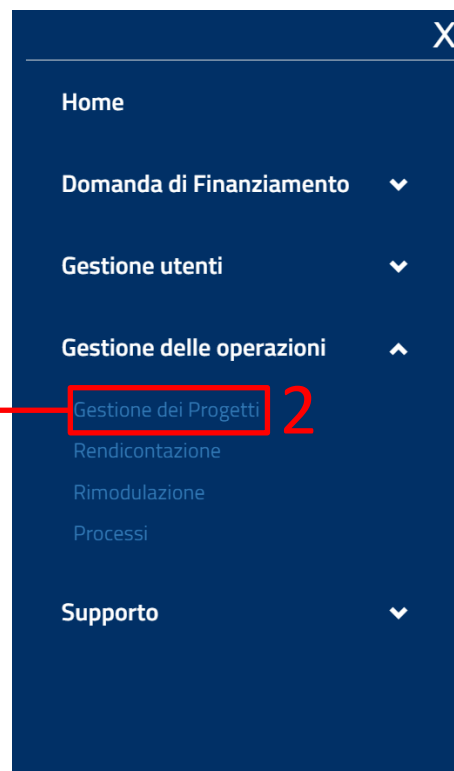 X
Home
Domanda di Finanziamento
Gestione utenti
Gestione delle operazioni
Gestione dei Progetti 2
Rendicontazione
Rimodulazione
Processi
Supporto